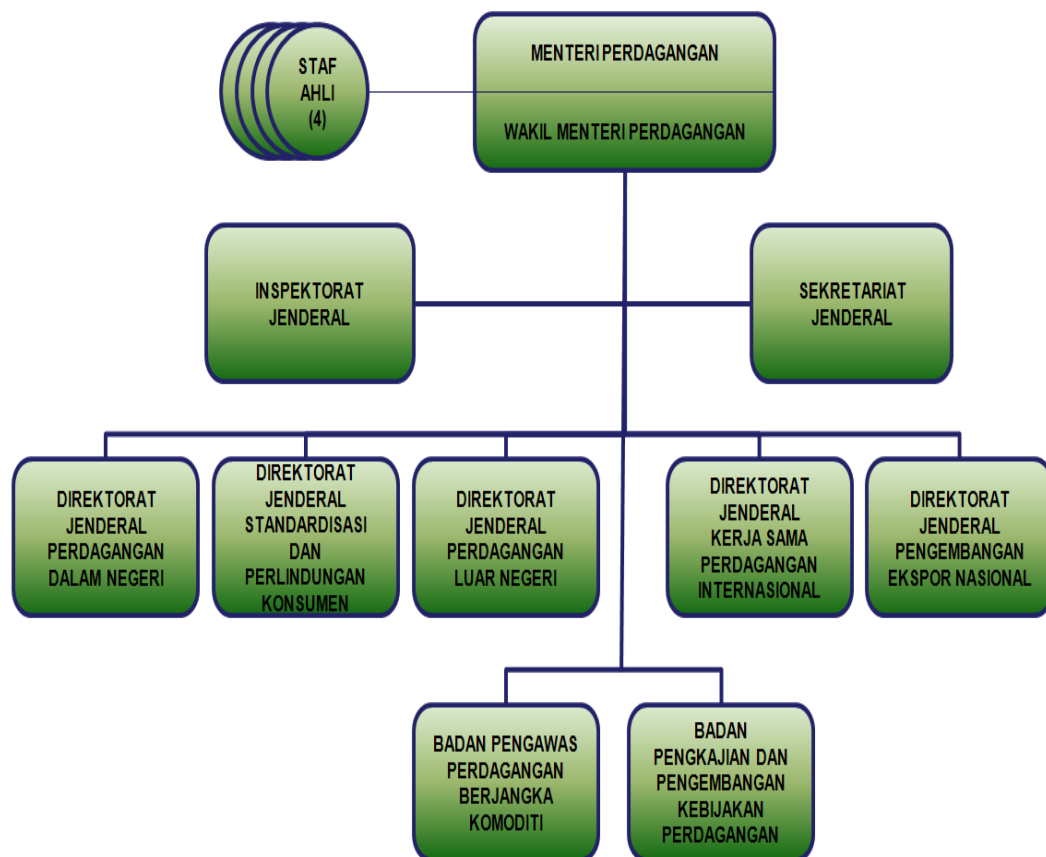 STAF
AHLI
(4)
MENTERI PERDAGANGAN
WAKIL MENTERI PERDAGANGAN
INSPEKTORAT
JENDERAL
SEKRETARIAT
JENDERAL
DIREKTORAT
JENDERAL
PERDAGANGAN
DALAM NEGERI
DIREKTORAT
JENDERAL
STANDARDISASI
DAN
PERLINDUNGAN
KONSUMEN
DIREKTORAT
JENDERAL
PERDAGANGAN
LUAR NEGERI
DIREKTORAT
JENDERAL
KERJA SAMA
PERDAGANGAN
INTERNASIONAL
DIREKTORAT
JENDERAL
PENGEMBANGAN
EKSPOR NASIONAL
BADAN PENGAWAS
PERDAGANGAN
BERJANGKA
KOMODITI
BADAN
PENGKAJIAN DAN
PENGEMBANGAN
KEBIJAKAN
PERDAGANGAN